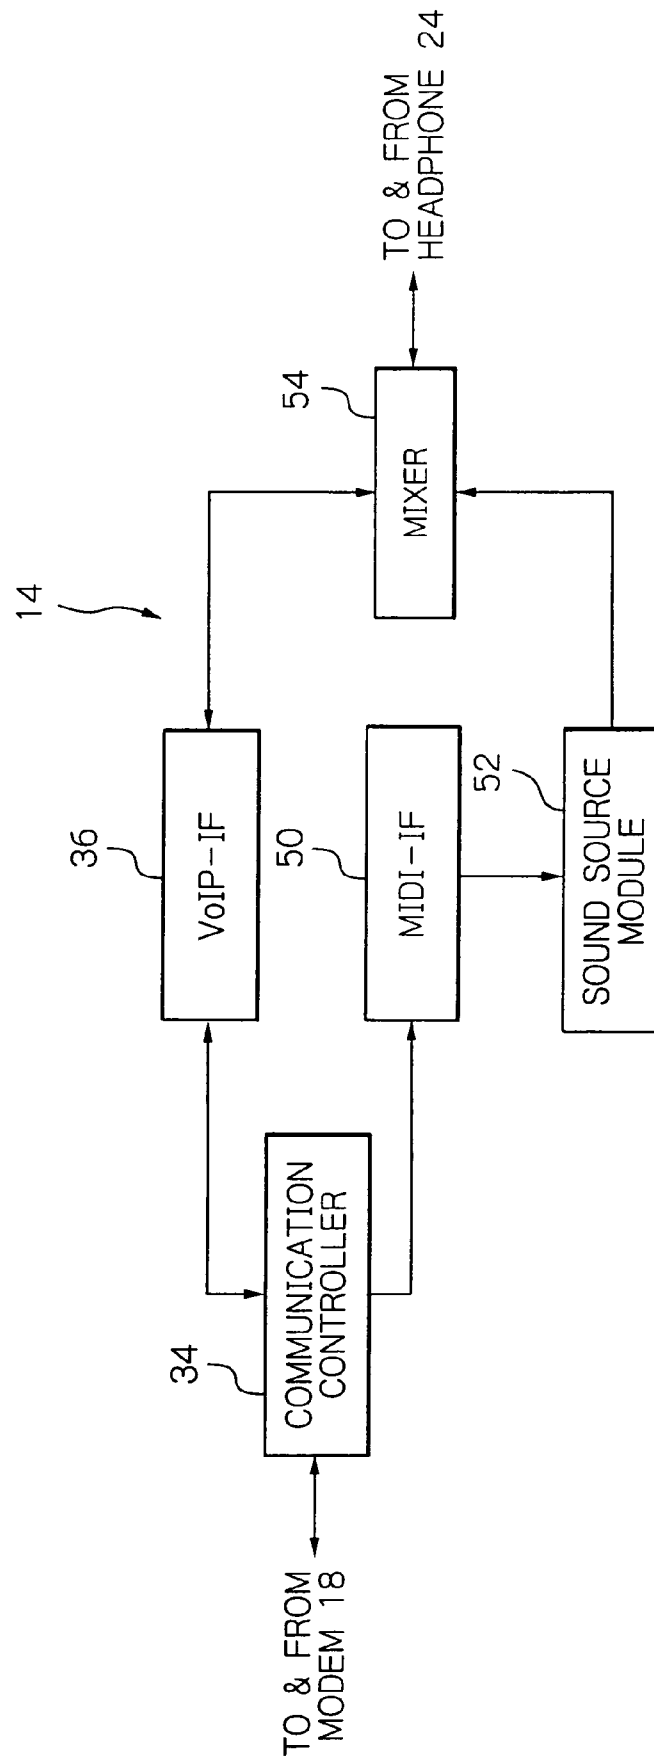 14
TO & FROM
MODEM 18
34
COMMUNICATION
CONTROLLER
36
VoIP-IF
50
MIDI-IF
52
SOUND SOURCE
MODULE
54
MIXER
TO & FROM
HEADPHONE 24